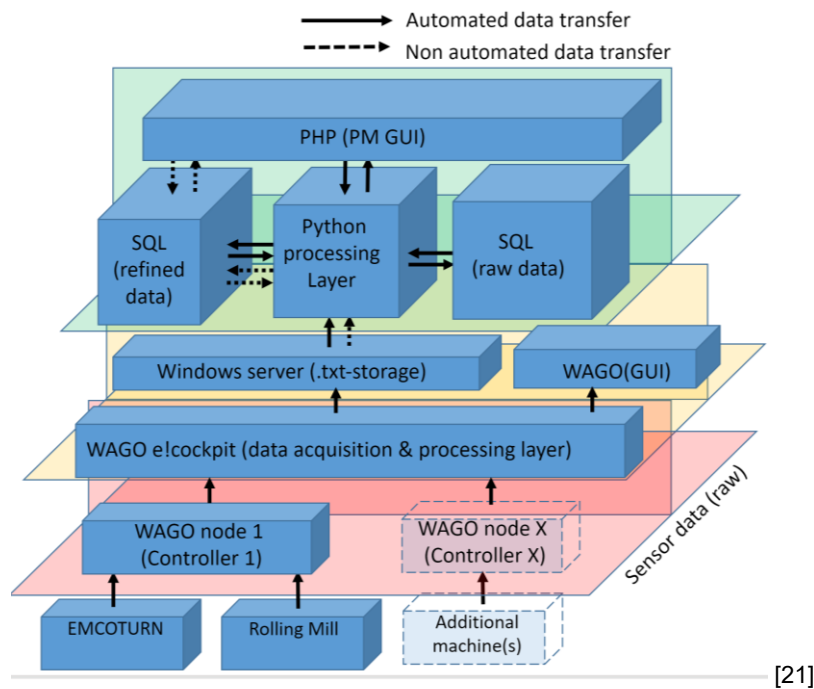 Automated data transfer
Non automated data transfer
PHP (PM GUI)
SQL
(refined
data)
Python
processing
Layer
SQL
(raw data)
Windows server (.txt-storage)
WAGO(GUI)
WAGO e!cockpit (data acquisition & processing layer)
WAGO node 1
(Controller 1)
WAGO node X
(Controller X)
Sensor data (raw)
EMCOTURN
Rolling Mill
Additional
machine(s)
[21]